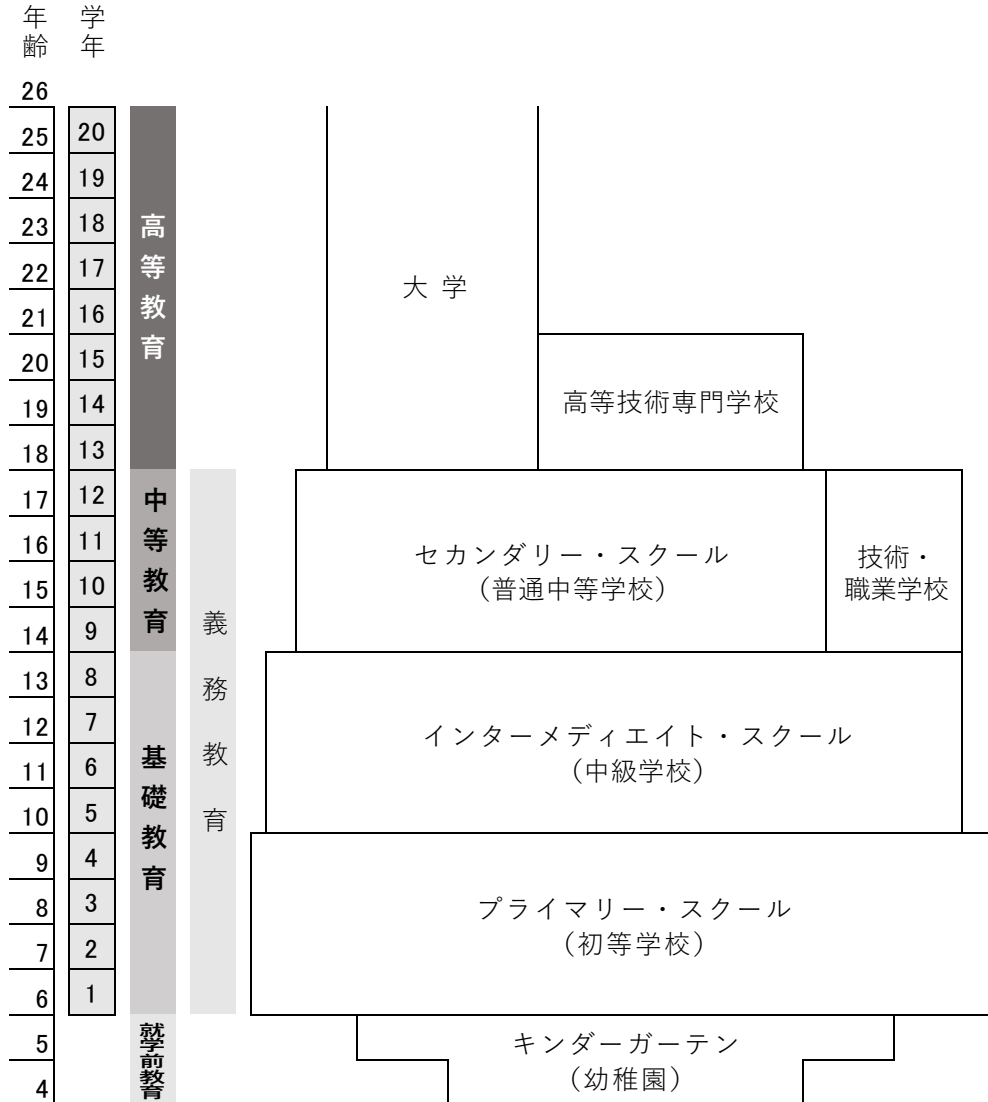 年齢
学年
26
25
24
23
22
21
20
19
18
17
16
15
14
13
12
11
10
9
8
7
6
5
4
20
19
18
17
16
15
14
13
12
11
10
9
8
7
6
5
4
3
2
1
高等教育
中等教育
基礎教育
就学前教育
義務教育
大学
高等技術専門学校
セカンダリー・スクール
（普通中等学校）
技術・
職業学校
インターメディエイト・スクール
（中級学校）
プライマリー・スクール
（初等学校）
キンダーガーテン
（幼稚園）